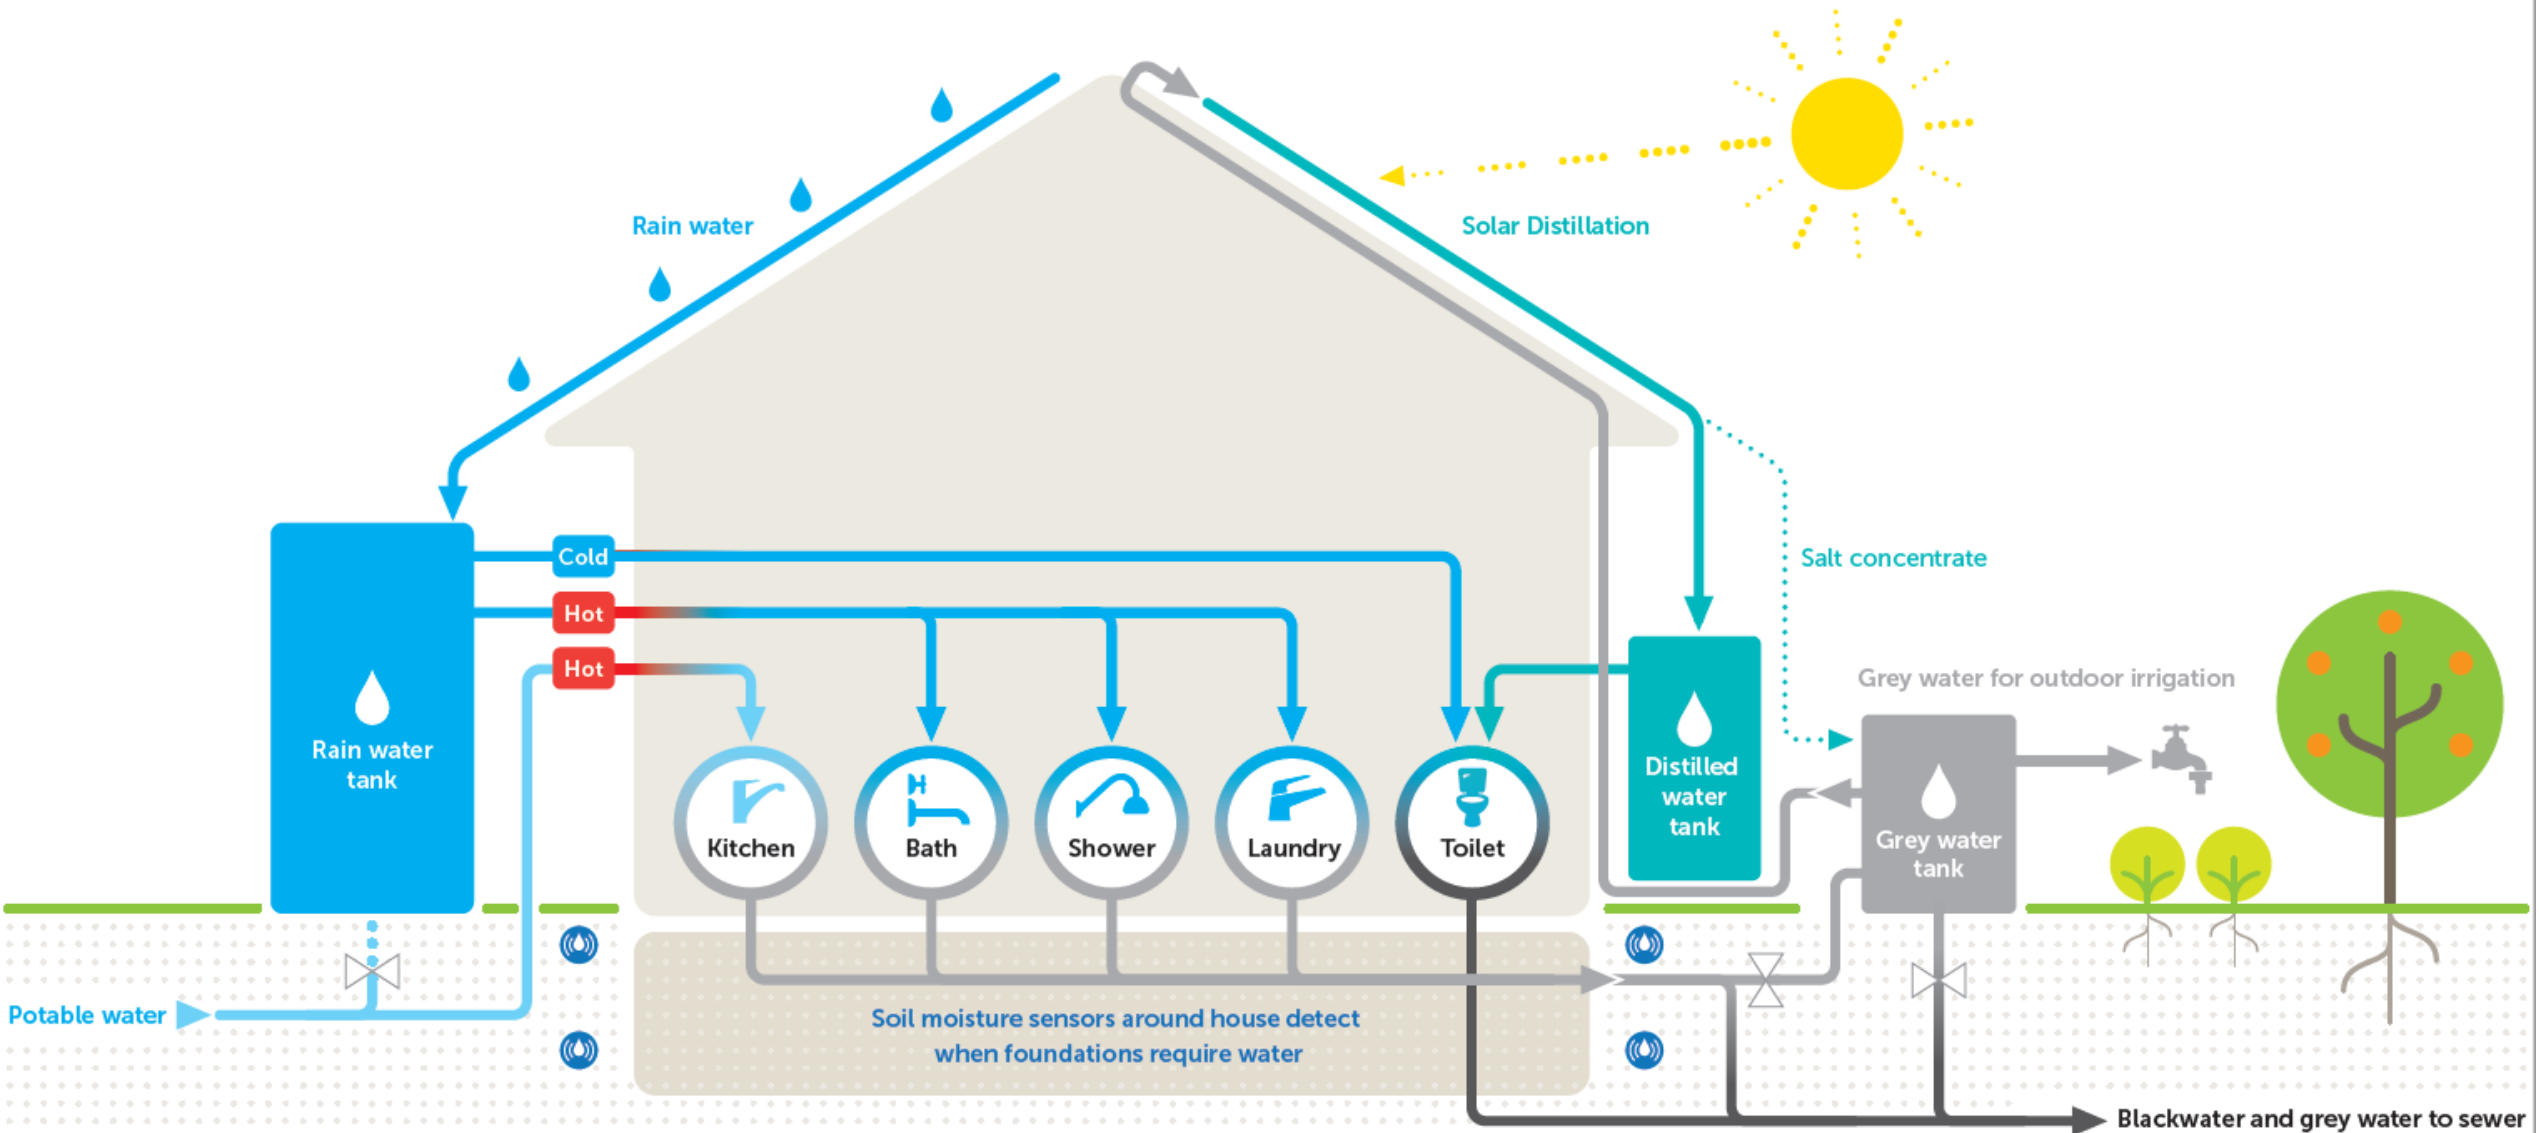 Rain water
Solar Distillation
Cold
Hot
Hot
Salt concentrate
Rain water
tank
Grey water for outdoor irrigation
Distilled
water
tank
Grey water
tank
Kitchen
Bath
Shower
Laundry
Toilet
Potable water
Soil moisture sensors around house detect
when foundations require water
Blackwater and grey water to sewer